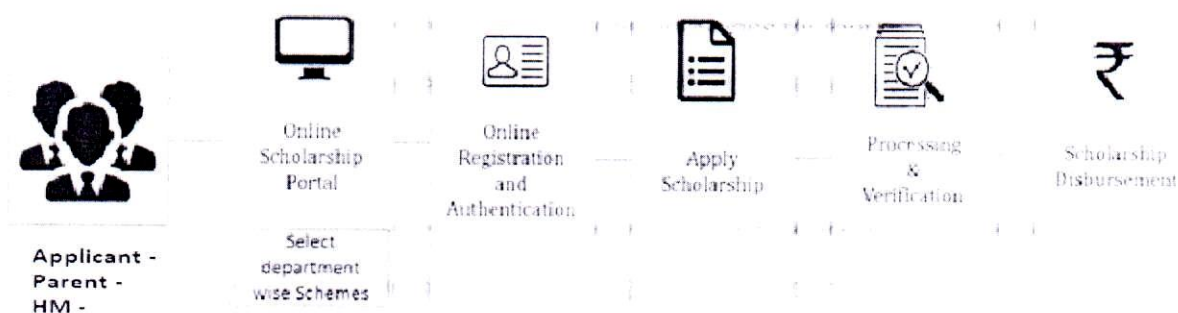 Applicant -
Parent -
HM -
Online
Scholarship
Portal
Select
department
wise Schemes
Online
Registration
and
Authentication
Apply
Scholarship
Processing
&
Verification
₹
Scholarship
Disbursement